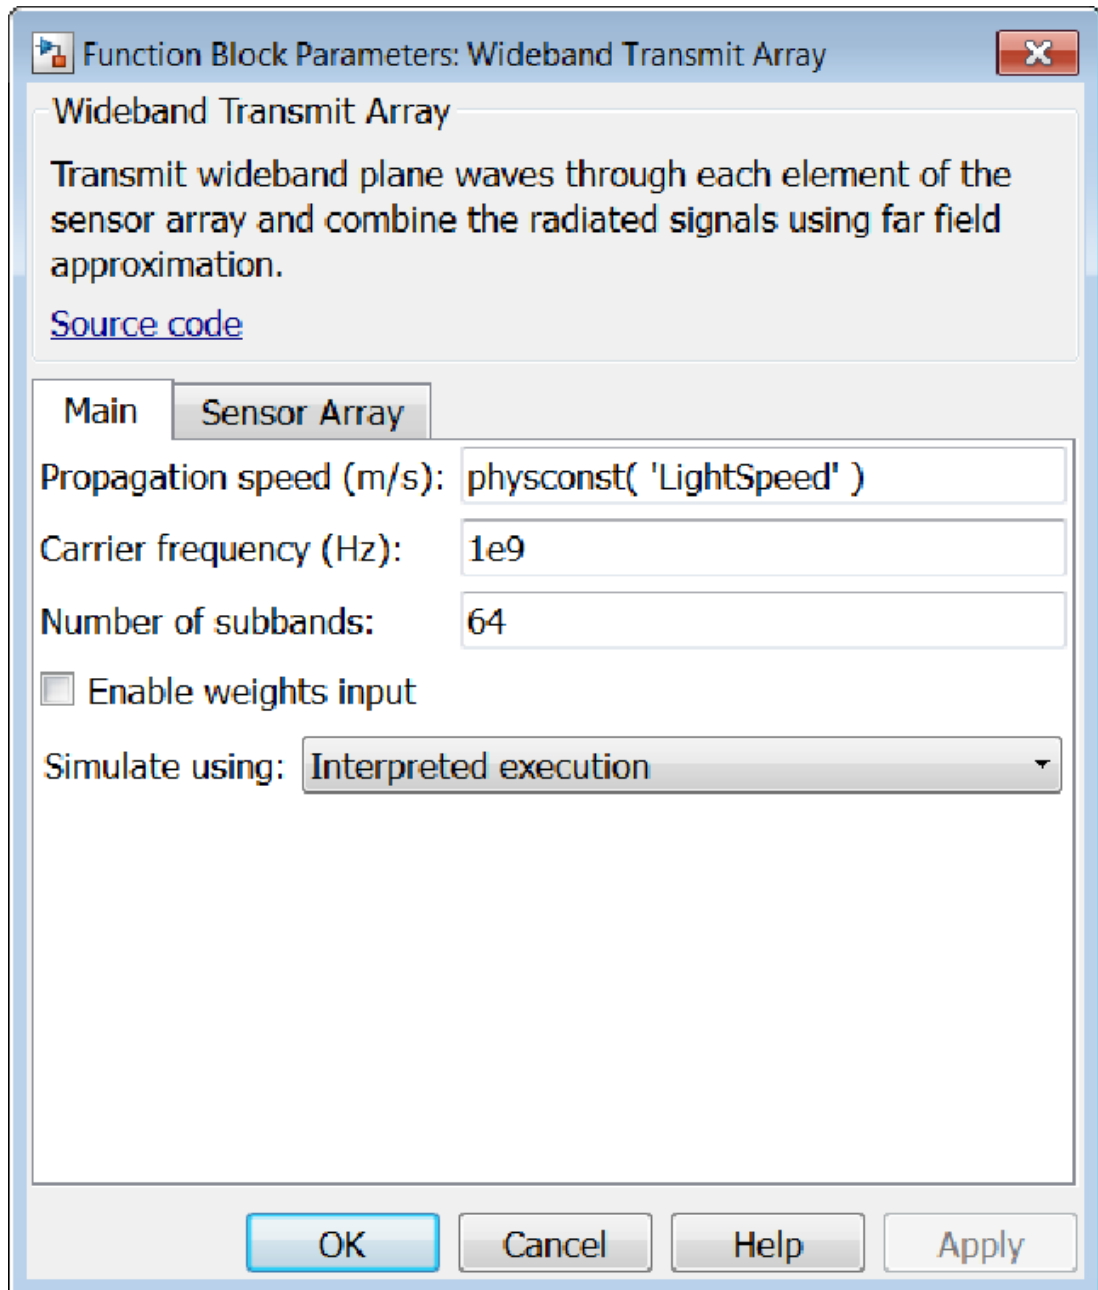 Function Block Parameters: Wideband Transmit Array
Wideband Transmit Array
Transmit wideband plane waves through each element of the
sensor array and combine the radiated signals using far field
approximation.
Source code
Main
Sensor Array
Propagation speed (m/s): physconst( 'LightSpeed' )
Carrier frequency (Hz): 1e9
Number of subbands: 64
Enable weights input
Simulate using: Interpreted execution
OK
Cancel
Help
Apply